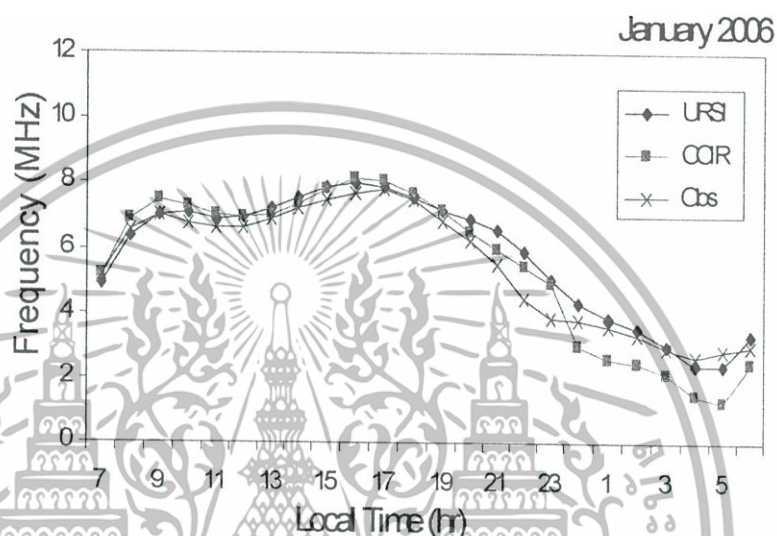 January 2006
12
10
8
6
4
2
0
Frequency (MHz)
URSI
CCIR
Obs
7 9 11 13 15 17 19 21 23 1 3 5
Local Time (hr)